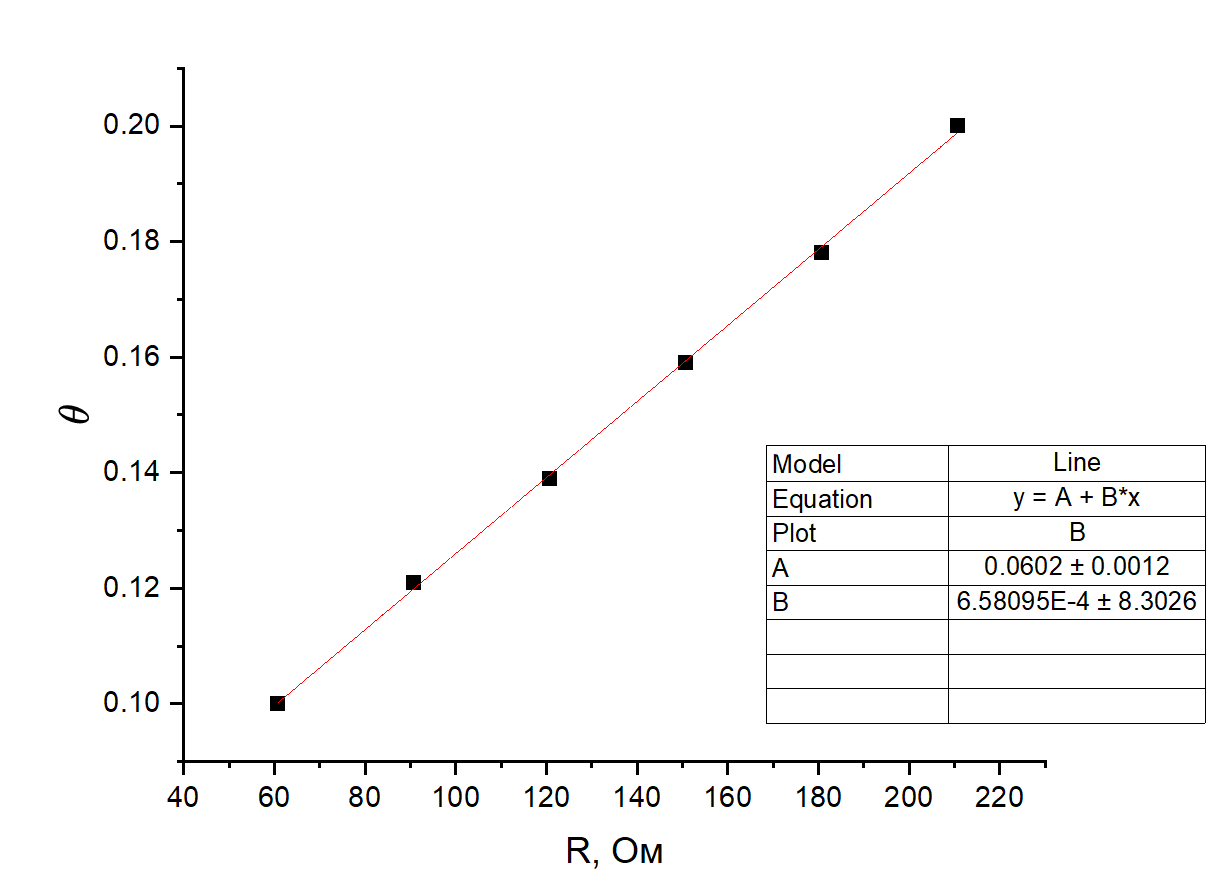 0.20
0.18
0.16
0.14
0.12
0.10
θ
40 60 80 100 120 140 160 180 200 220
R, Ом
Model Line
Equation y = A + B*x
Plot B
A 0.0602 ± 0.0012
B 6.58095E-4 ± 8.3026